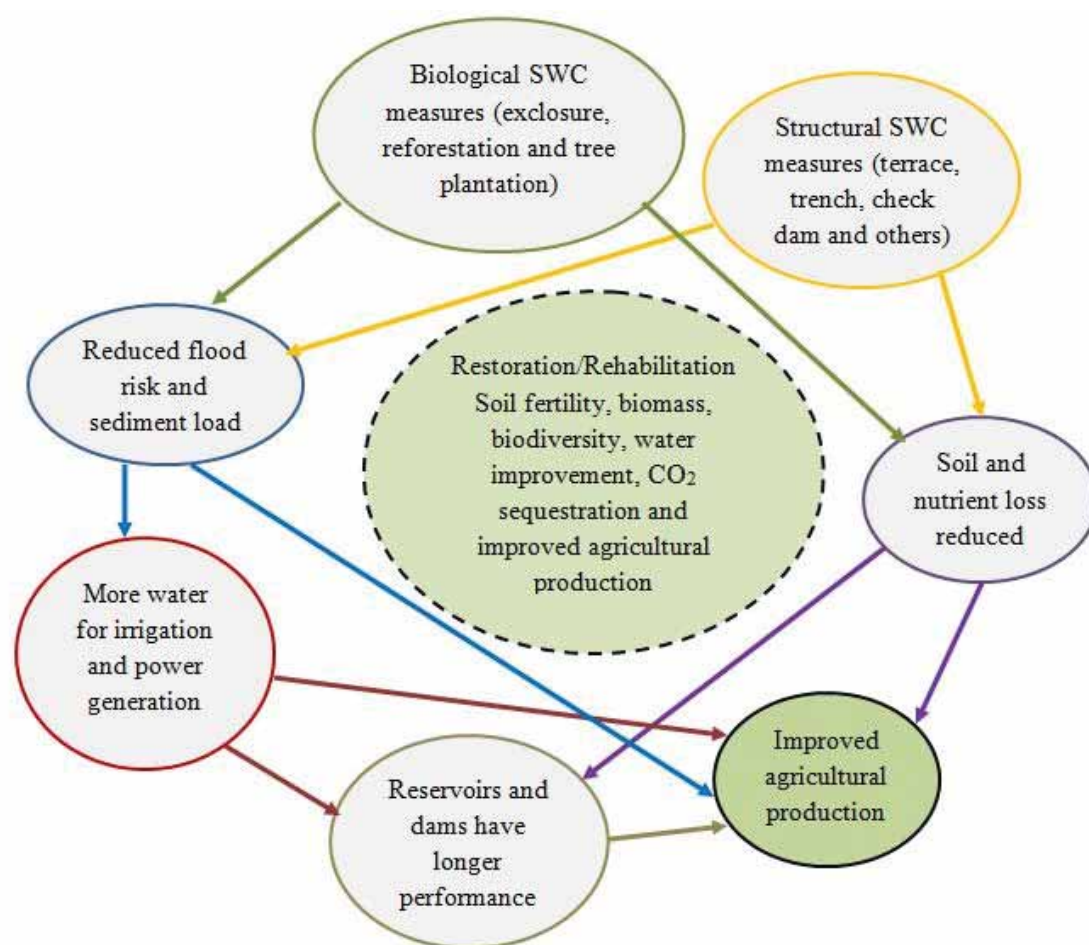 Biological SWC
measures (exclosure,
reforestation and tree
plantation)
Structural SWC
measures (terrace,
trench, check
dam and others)
Reduced flood
risk and
sediment load
Restoration/Rehabilitation
Soil fertility, biomass,
biodiversity, water
improvement, CO₂
sequestration and
improved agricultural
production
Soil and
nutrient loss
reduced
More water
for irrigation
and power
generation
Improved
agricultural
production
Reservoirs and
dams have
longer
performance